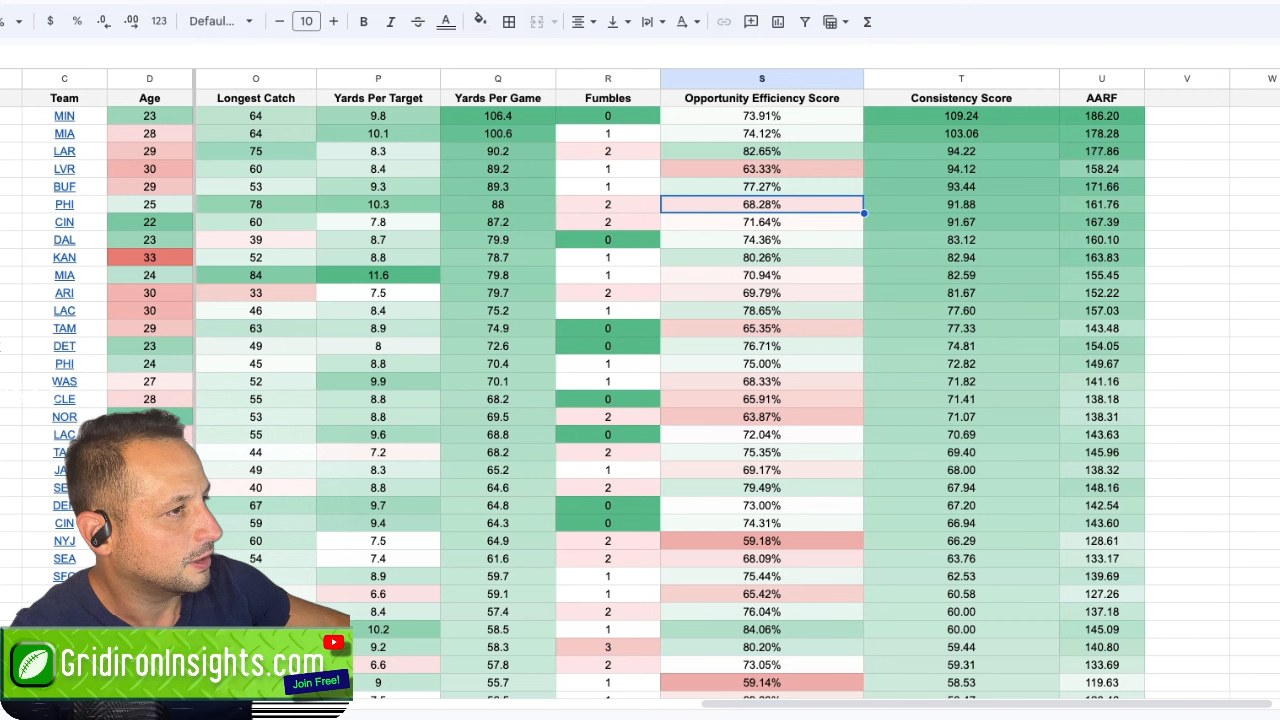 % $ % .0 .00 123 Defaul... − 10 + B I S A Σ
C D O P Q R S T U V W
Team Age Longest Catch Yards Per Target Yards Per Game Fumbles Opportunity Efficiency Score Consistency Score AARF
MIN 23 64 9.8 106.4 0 73.91% 109.24 186.20
MIA 28 64 10.1 100.6 1 74.12% 103.06 178.28
LAR 29 75 8.3 90.2 2 82.65% 94.22 177.86
LVR 30 60 8.4 89.3 1 63.33% 94.12 158.24
BUF 29 53 9.3 89.2 1 77.27% 93.44 171.66
PHI 25 78 10.3 88 2 68.28% 91.88 161.76
CIN 22 60 7.8 87.2 2 71.64% 91.67 167.39
DAL 23 39 8.7 79.9 0 74.36% 83.12 160.10
KAN 33 52 8.8 78.7 1 80.26% 82.94 163.83
MIA 24 84 11.6 79.8 1 70.94% 82.59 155.45
ARI 30 33 7.5 79.7 2 69.79% 81.67 152.22
LAC 30 46 8.4 75.2 1 78.65% 77.60 157.03
TAM 29 63 8.9 74.9 0 65.35% 77.33 143.48
DET 23 49 8 72.6 0 76.71% 74.81 154.05
PHI 24 45 8.8 70.4 1 75.00% 72.82 149.67
WAS 27 52 9.9 70.1 1 68.33% 71.82 141.16
CLE 28 55 8.8 68.2 0 65.91% 71.41 138.18
NOR 53 8.8 69.5 2 63.87% 71.07 138.31
LAC 55 9.6 68.8 0 72.04% 70.69 143.63
TA 44 7.2 68.2 2 75.35% 69.40 145.96
JA 49 8.3 65.2 1 69.17% 68.00 138.32
SE 40 8.8 64.6 2 79.49% 67.94 148.16
DEN 67 9.7 64.8 0 73.00% 67.20 142.54
CIN 59 9.4 64.3 0 74.31% 66.94 143.60
NYJ 60 7.5 64.9 2 59.18% 66.29 128.61
SEA 54 7.4 61.6 2 68.09% 63.76 133.17
SFO 8.9 59.7 1 75.44% 62.53 139.69
6.6 59.1 1 65.42% 60.58 127.26
8.4 57.4 2 76.04% 60.00 137.18
10.2 58.5 1 84.06% 60.00 145.09
9.2 58.3 3 80.20% 59.44 140.80
6.6 57.8 2 73.05% 59.31 133.69
9 55.7 1 59.14% 58.53 119.63
GridironInsights.com
Join Free!